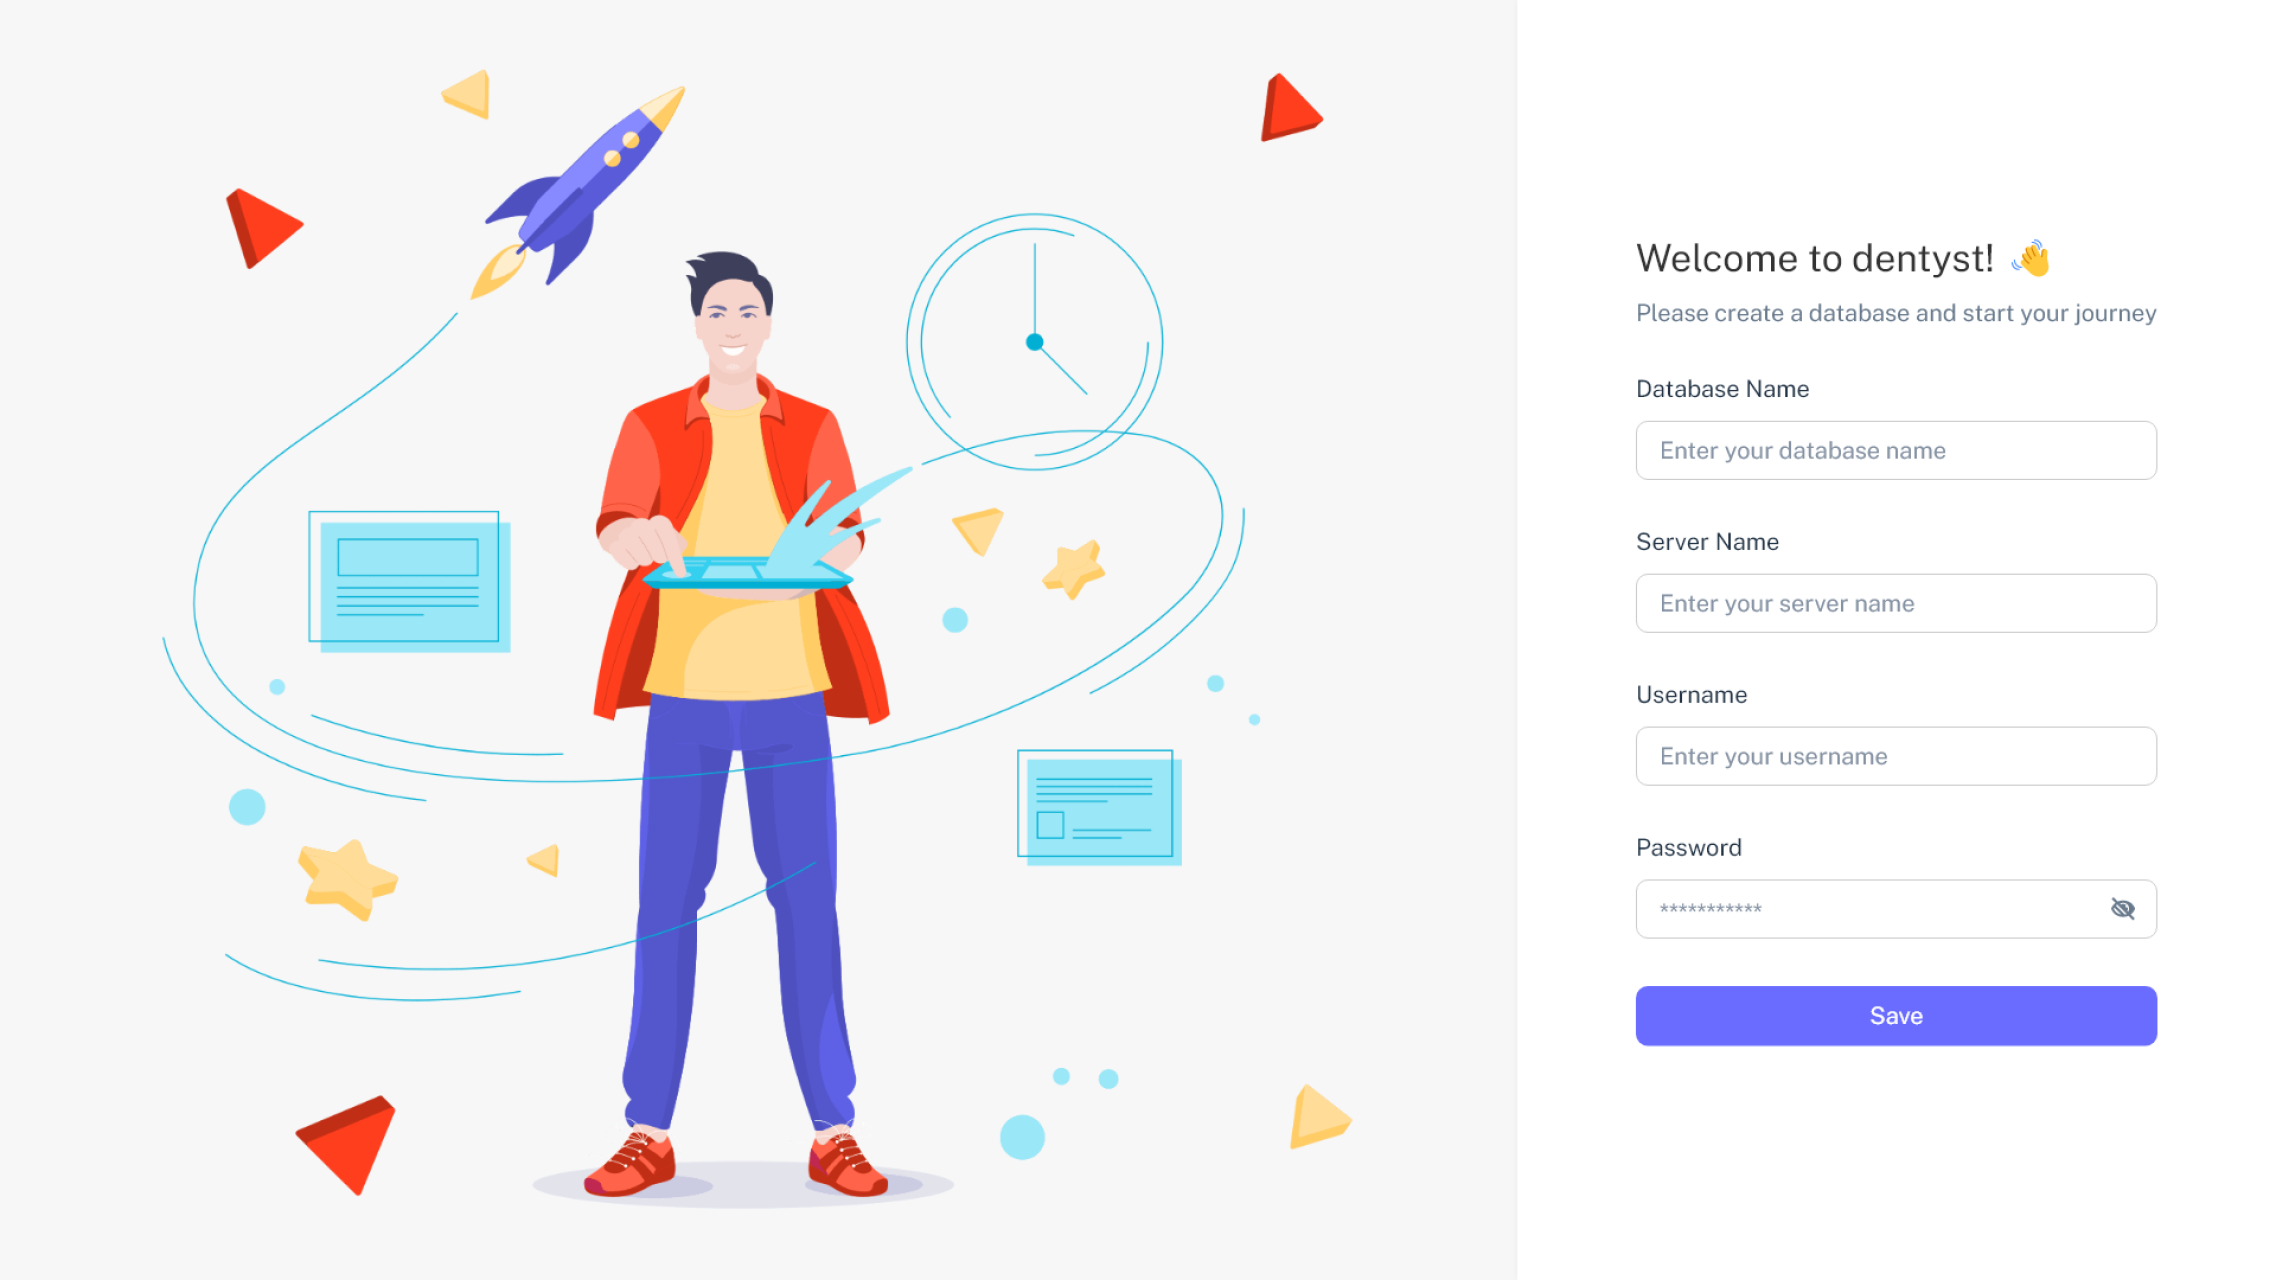 Welcome to dentyst! 👋
Please create a database and start your journey
Database Name
Enter your database name
Server Name
Enter your server name
Username
Enter your username
Password
***********
Save